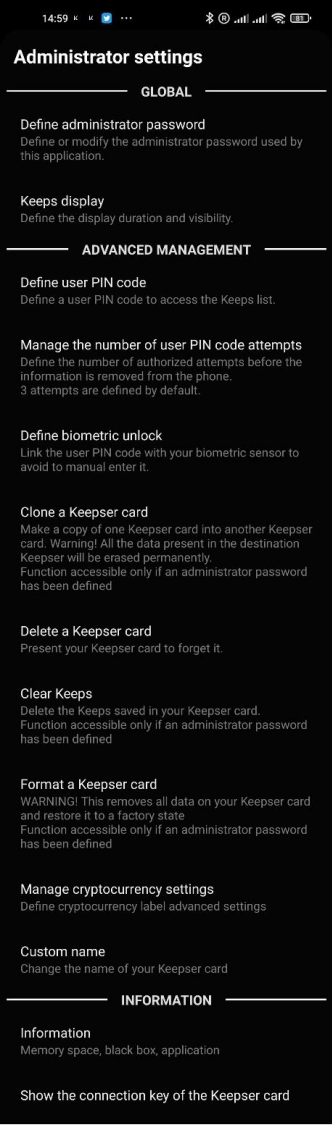 14:59 K K ... 81
Administrator settings
GLOBAL
Define administrator password
Define or modify the administrator password used by
this application.
Keeps display
Define the display duration and visibility.
ADVANCED MANAGEMENT
Define user PIN code
Define a user PIN code to access the Keeps list.
Manage the number of user PIN code attempts
Define the number of authorized attempts before the
information is removed from the phone.
3 attempts are defined by default.
Define biometric unlock
Link the user PIN code with your biometric sensor to
avoid to manual enter it.
Clone a Keepser card
Make a copy of one Keepser card into another Keepser
card. Warning! All the data present in the destination
Keepser will be erased permanently.
Function accessible only if an administrator password
has been defined
Delete a Keepser card
Present your Keepser card to forget it.
Clear Keeps
Delete the Keeps saved in your Keepser card.
Function accessible only if an administrator password
has been defined
Format a Keepser card
WARNING! This removes all data on your Keepser card
and restore it to a factory state
Function accessible only if an administrator password
has been defined
Manage cryptocurrency settings
Define cryptocurrency label advanced settings
Custom name
Change the name of your Keepser card
INFORMATION
Information
Memory space, black box, application
Show the connection key of the Keepser card